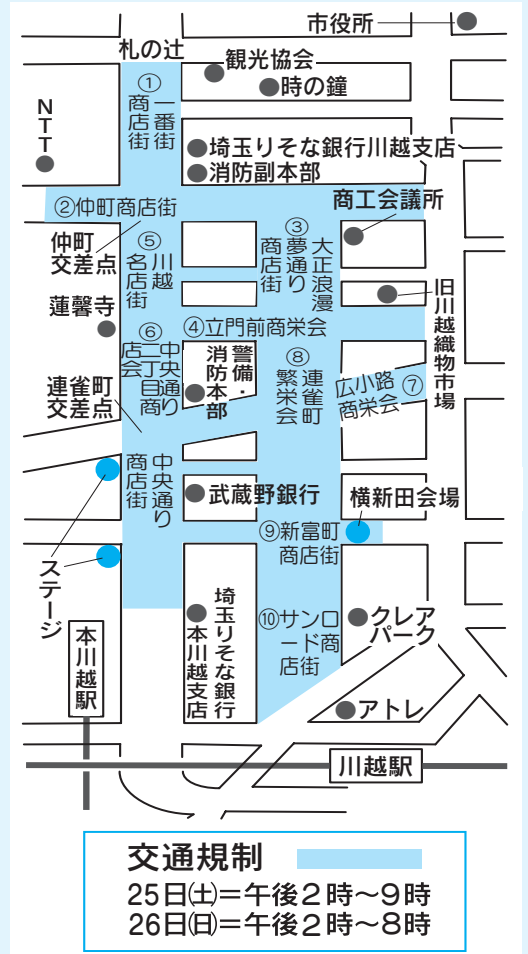 市役所
札の辻
観光協会
時の鐘
①一番街
商店街
NTT
埼玉りそな銀行川越支店
消防副本部
②仲町商店街
商工会議所
仲町
交差点
⑤川越
名店街
③大正浪漫
夢通り
商店街
旧川越織物市場
蓮馨寺
④立門前商栄会
⑥中央通り
二丁目商
店会
警備・
消防本部
⑧連雀町
繁栄会
広小路⑦
商栄会
連雀町
交差点
中央通り
商店街
武蔵野銀行
横新田会場
⑨新富町
商店街
ステージ
本川越駅
埼玉りそな銀行
本川越支店
⑩サンロ
ード商
店街
クレア
パーク
アトレ
川越駅
交通規制
25日㈯=午後2時〜9時
26日㈰=午後2時〜8時